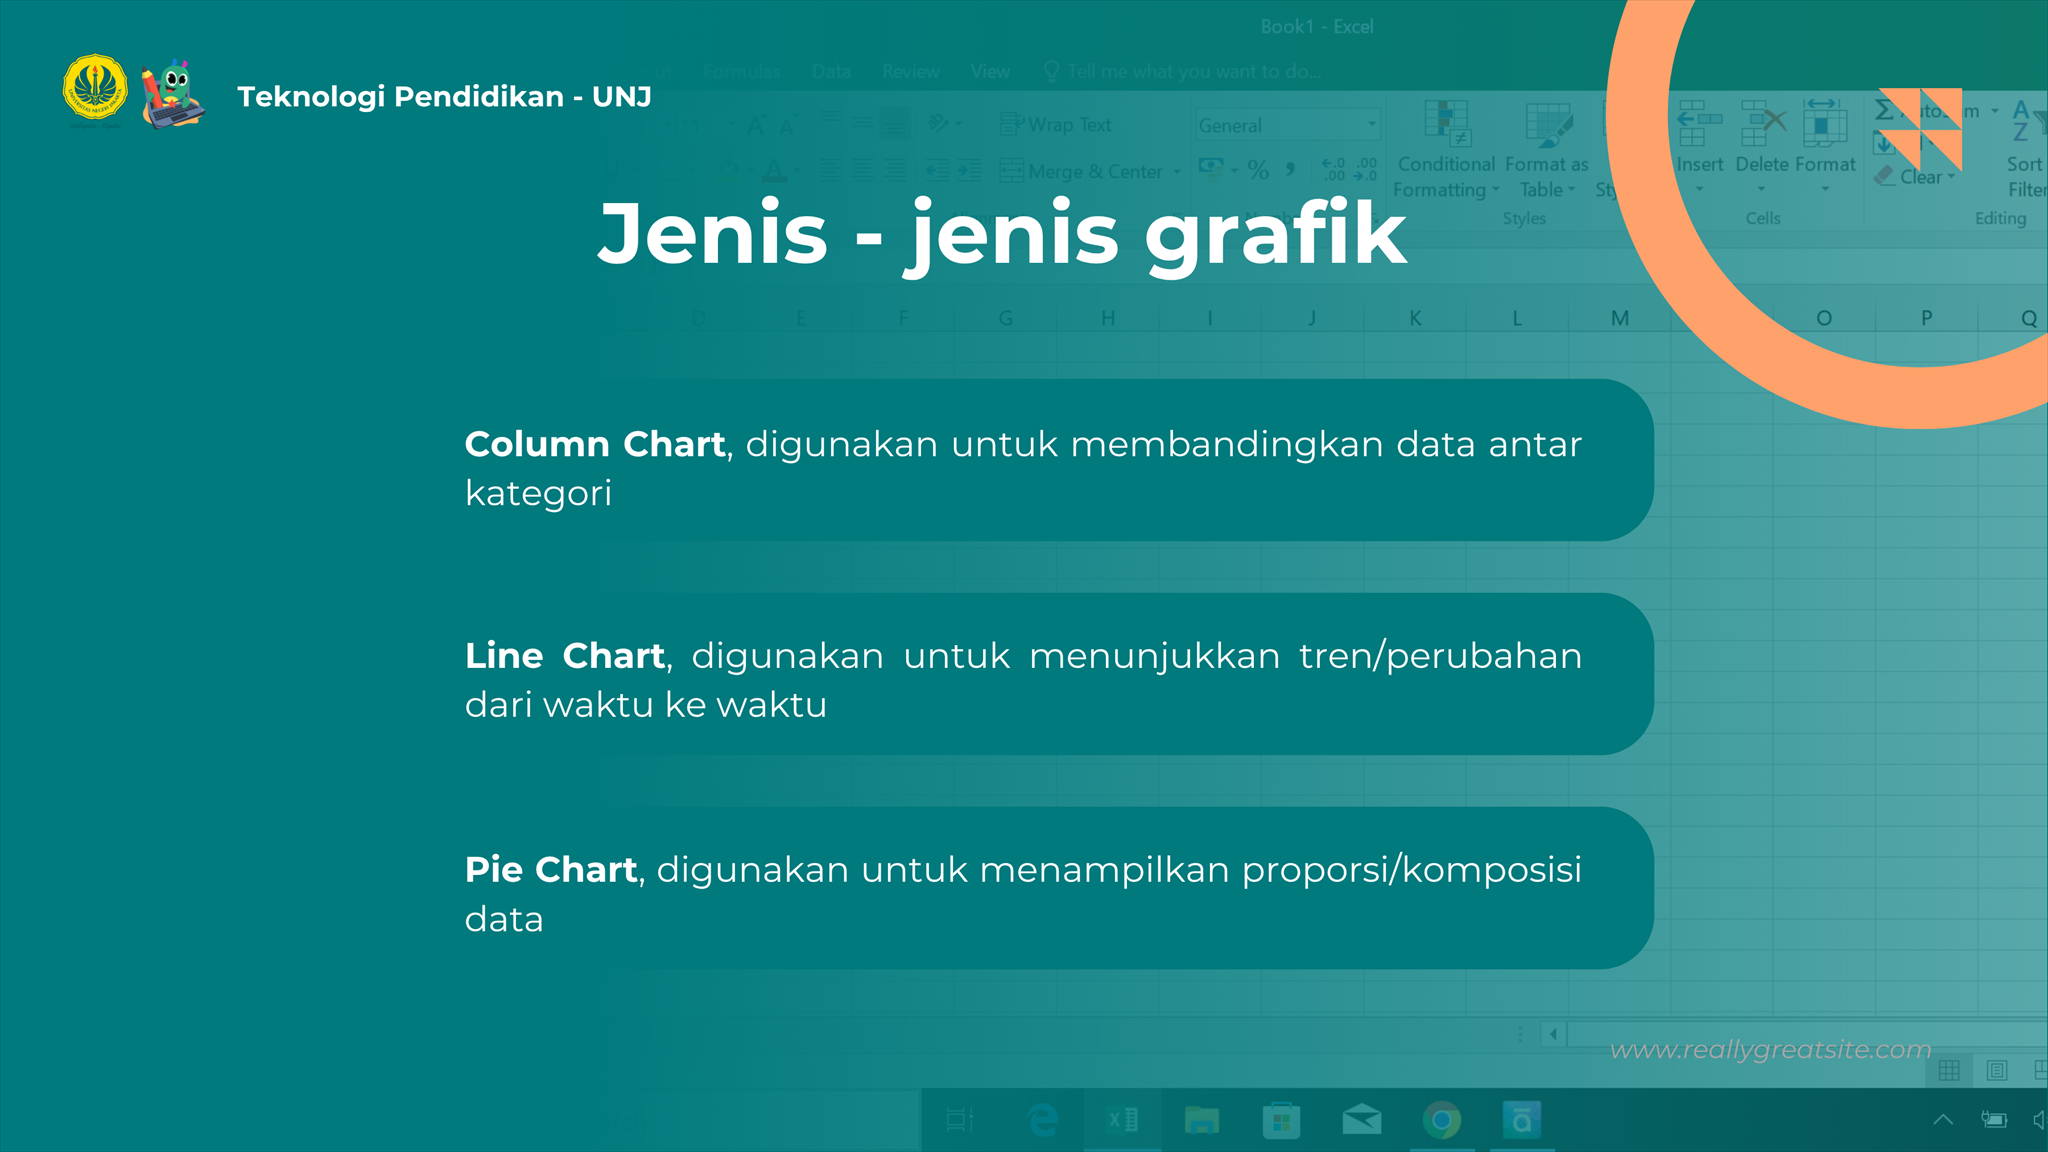 Book1 - Excel
Formulas Data Review View Tell me what you want to do...
Teknologi Pendidikan - UNJ
11
Wrap Text
General
Merge & Center
Conditional Formatting
Format as Table
Insert
Delete
Format
Clear
Sort
Filter
Styles
Cells
Editing
Jenis - jenis grafik
D E F G H I J K L M O P Q
Column Chart, digunakan untuk membandingkan data antar
kategori
Line Chart, digunakan untuk menunjukkan tren/perubahan
dari waktu ke waktu
Pie Chart, digunakan untuk menampilkan proporsi/komposisi
data
www.reallygreatsite.com